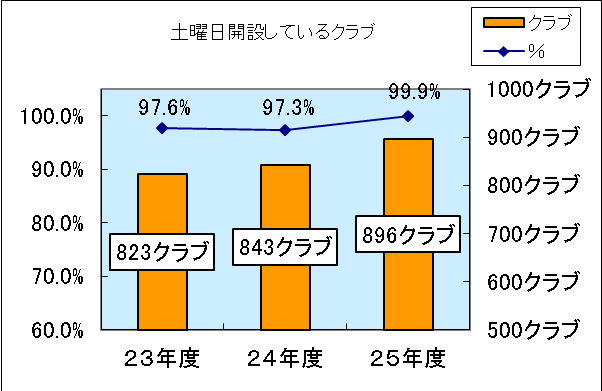 土曜日開設しているクラブ
クラブ
%
97.6%
97.3%
99.9%
100.0%
90.0%
80.0%
70.0%
60.0%
1000クラブ
900クラブ
800クラブ
700クラブ
600クラブ
500クラブ
823クラブ
843クラブ
896クラブ
23年度
24年度
25年度